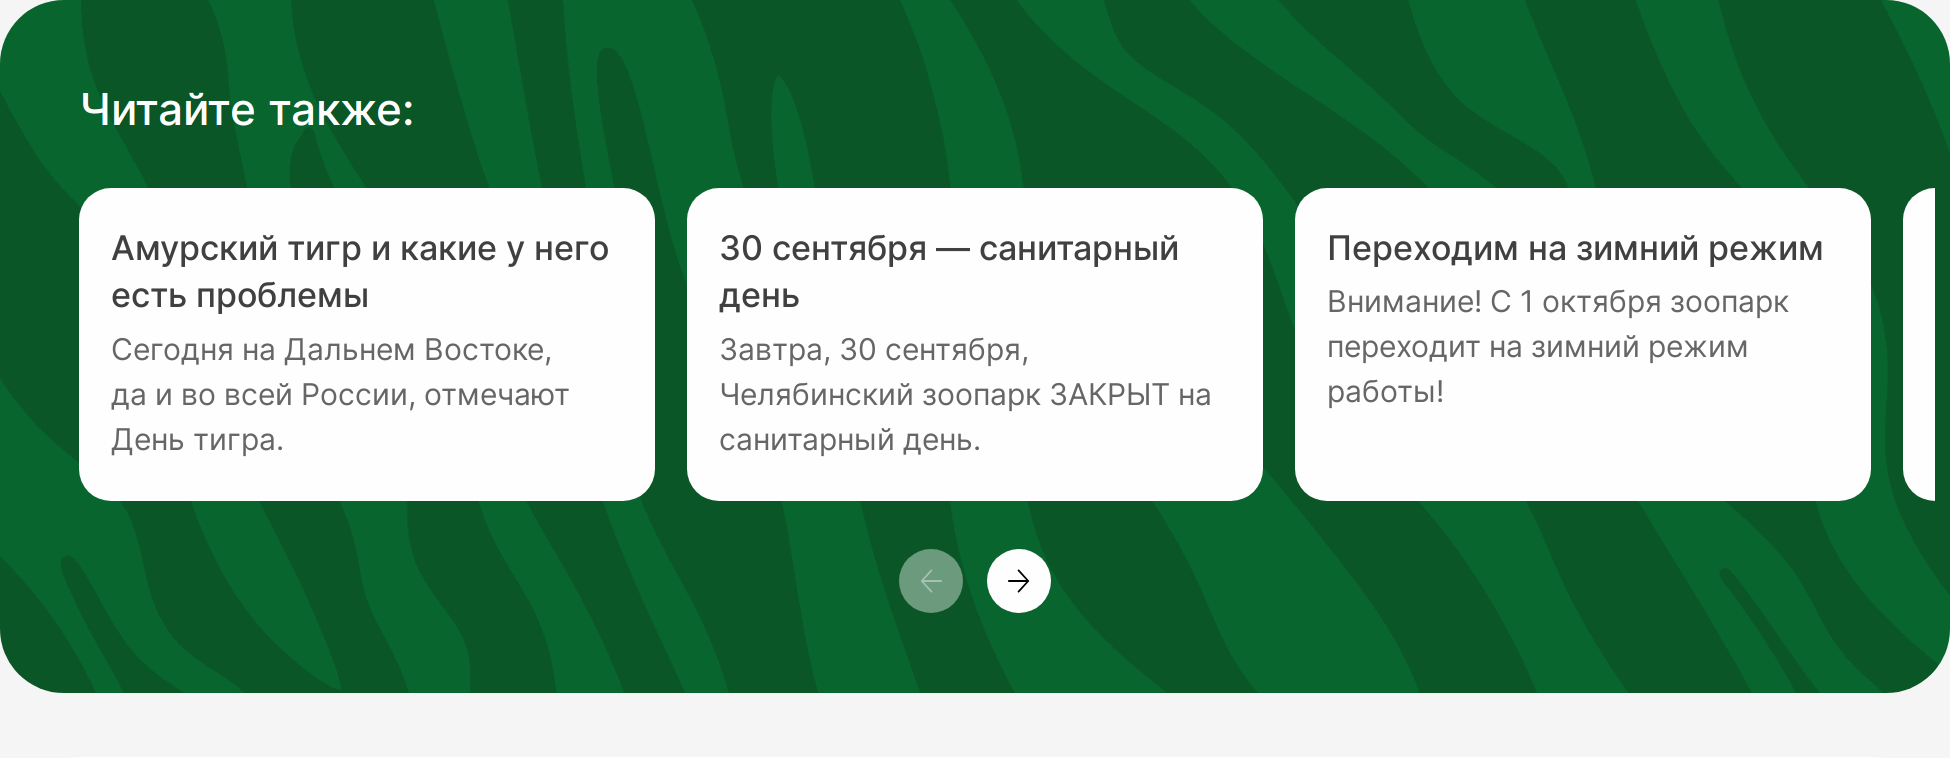 Читайте также:
Амурский тигр и какие у него
есть проблемы
Сегодня на Дальнем Востоке,
да и во всей России, отмечают
День тигра.
30 сентября — санитарный
день
Завтра, 30 сентября,
Челябинский зоопарк ЗАКРЫТ на
санитарный день.
Переходим на зимний режим
Внимание! С 1 октября зоопарк
переходит на зимний режим
работы!